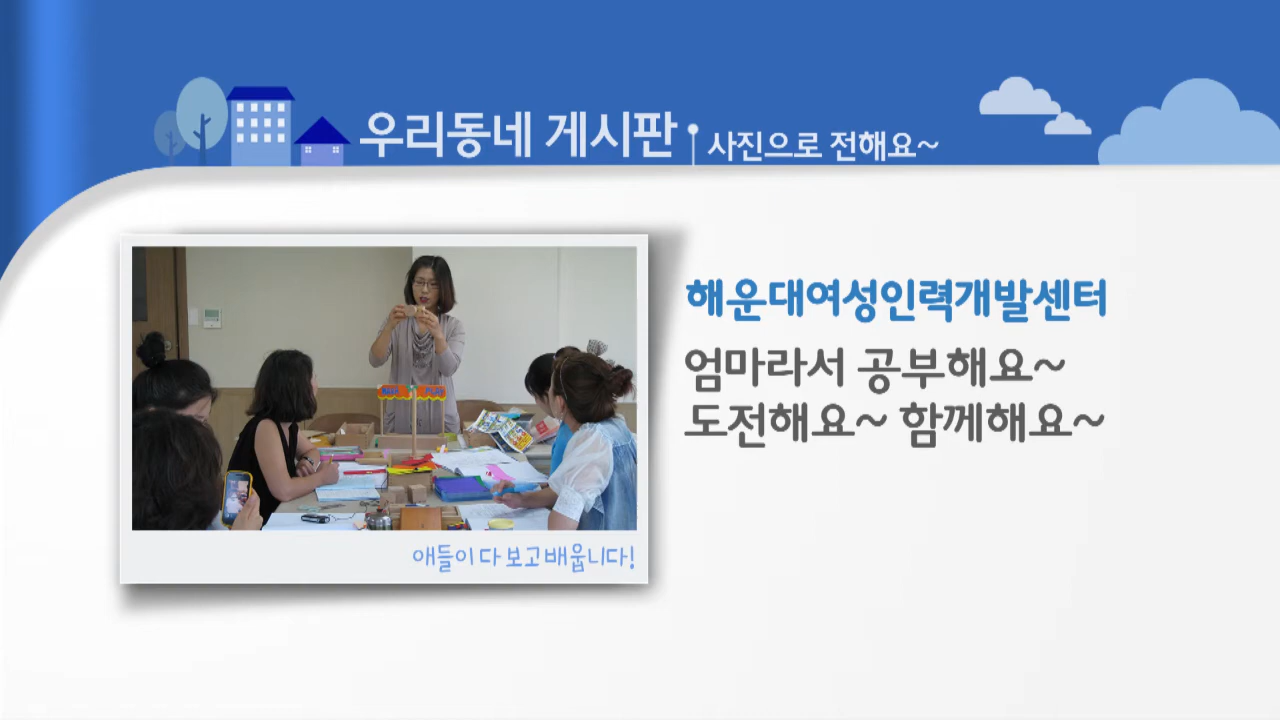 우리동네 게시판
사진으로 전해요~
해운대여성인력개발센터
엄마라서 공부해요~
도전해요~ 함께해요~
애들이 다 보고 배웁니다!